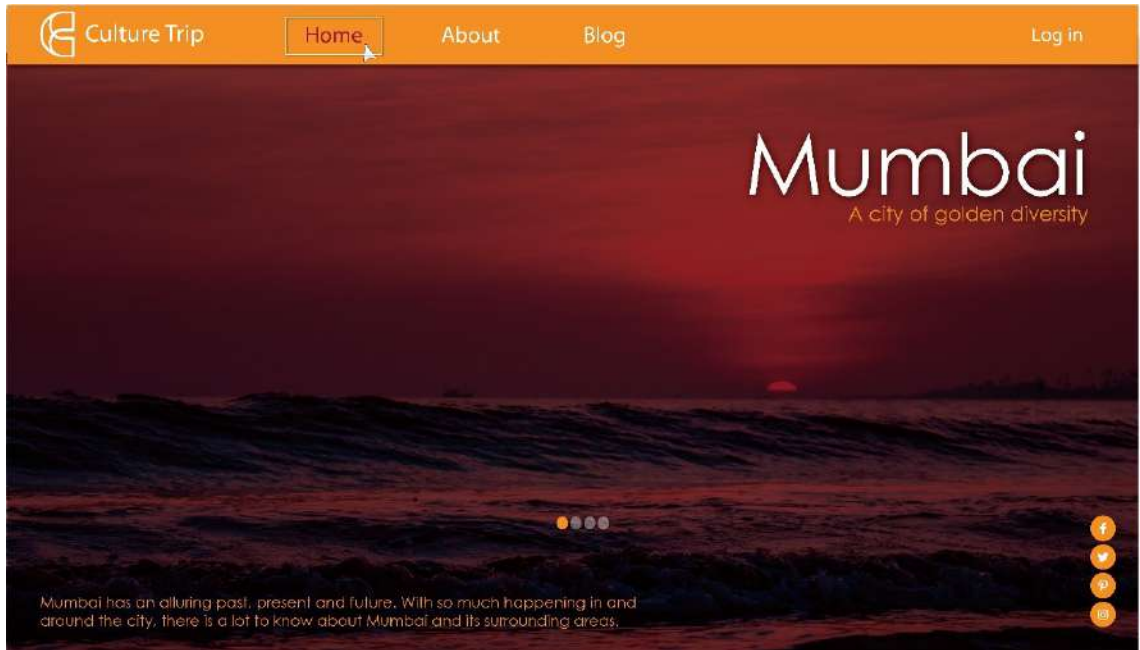 Culture Trip
Home
About
Blog
Log in
Mumbai
A city of golden diversity
Mumbai has an alluring past, present and future. With so much happening in and
around the city, there is a lot to know about Mumbai and its surrounding areas.